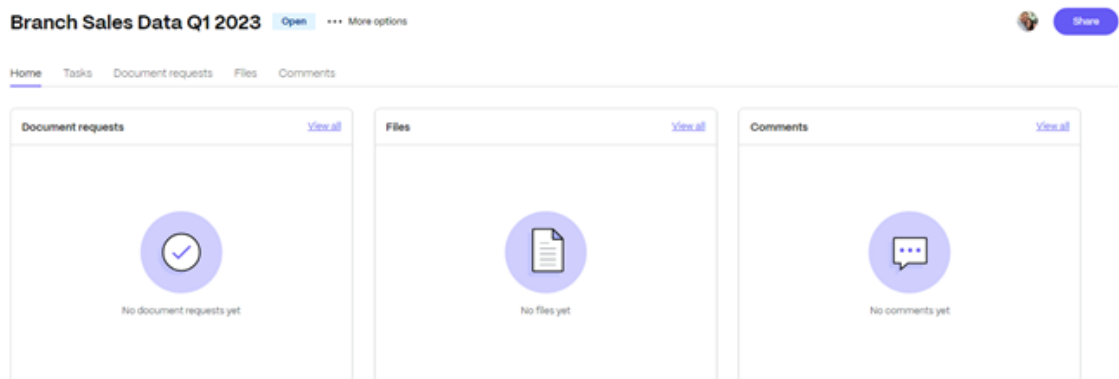 Branch Sales Data Q1 2023 Open ••• More options Share
Home Tasks Document requests Files Comments
Document requests View all
Files View all
Comments View all
No document requests yet
No files yet
No comments yet